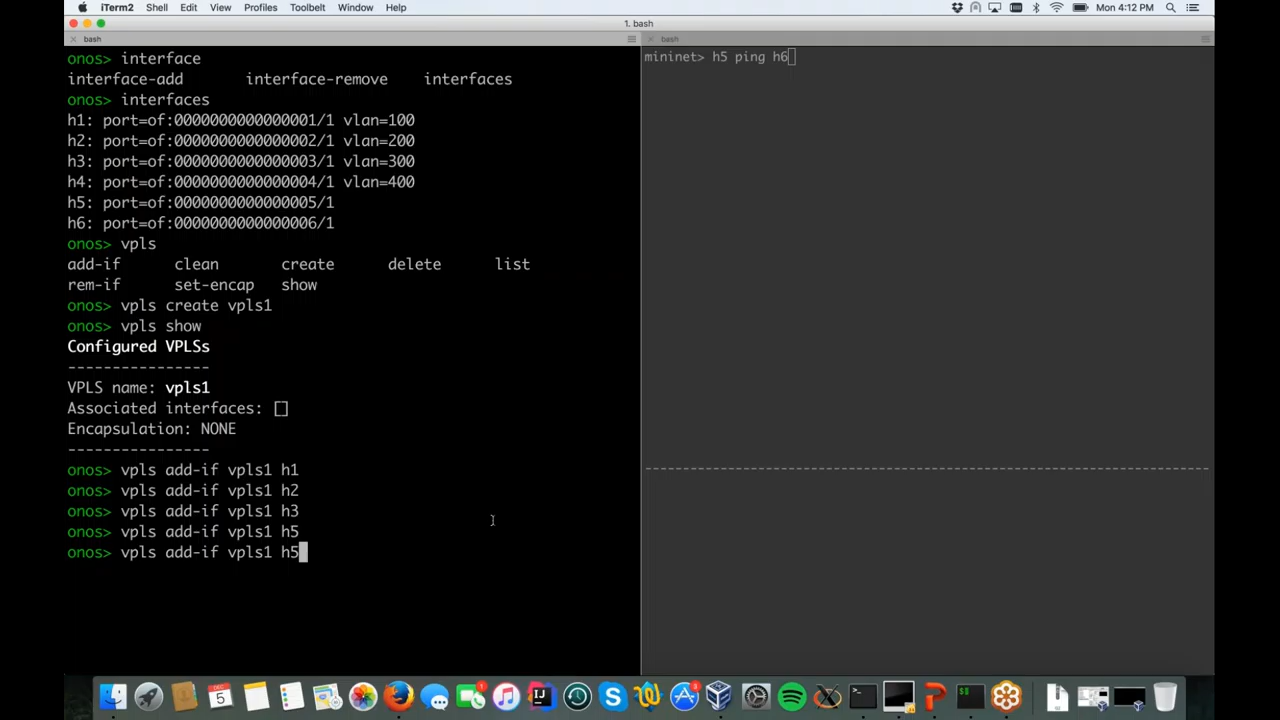 iTerm2 Shell Edit View Profiles Toolbelt Window Help Mon 4:12 PM
1. bash
bash
bash
onos> interface
interface-add interface-remove interfaces
onos> interfaces
h1: port=of:0000000000000001/1 vlan=100
h2: port=of:0000000000000002/1 vlan=200
h3: port=of:0000000000000003/1 vlan=300
h4: port=of:0000000000000004/1 vlan=400
h5: port=of:0000000000000005/1
h6: port=of:0000000000000006/1
onos> vpls
add-if clean create delete list
rem-if set-encap show
onos> vpls create vpls1
onos> vpls show
Configured VPLSs
----------------
VPLS name: vpls1
Associated interfaces: []
Encapsulation: NONE
----------------
onos> vpls add-if vpls1 h1
onos> vpls add-if vpls1 h2
onos> vpls add-if vpls1 h3
onos> vpls add-if vpls1 h5
onos> vpls add-if vpls1 h5
mininet> h5 ping h6
DEC
5